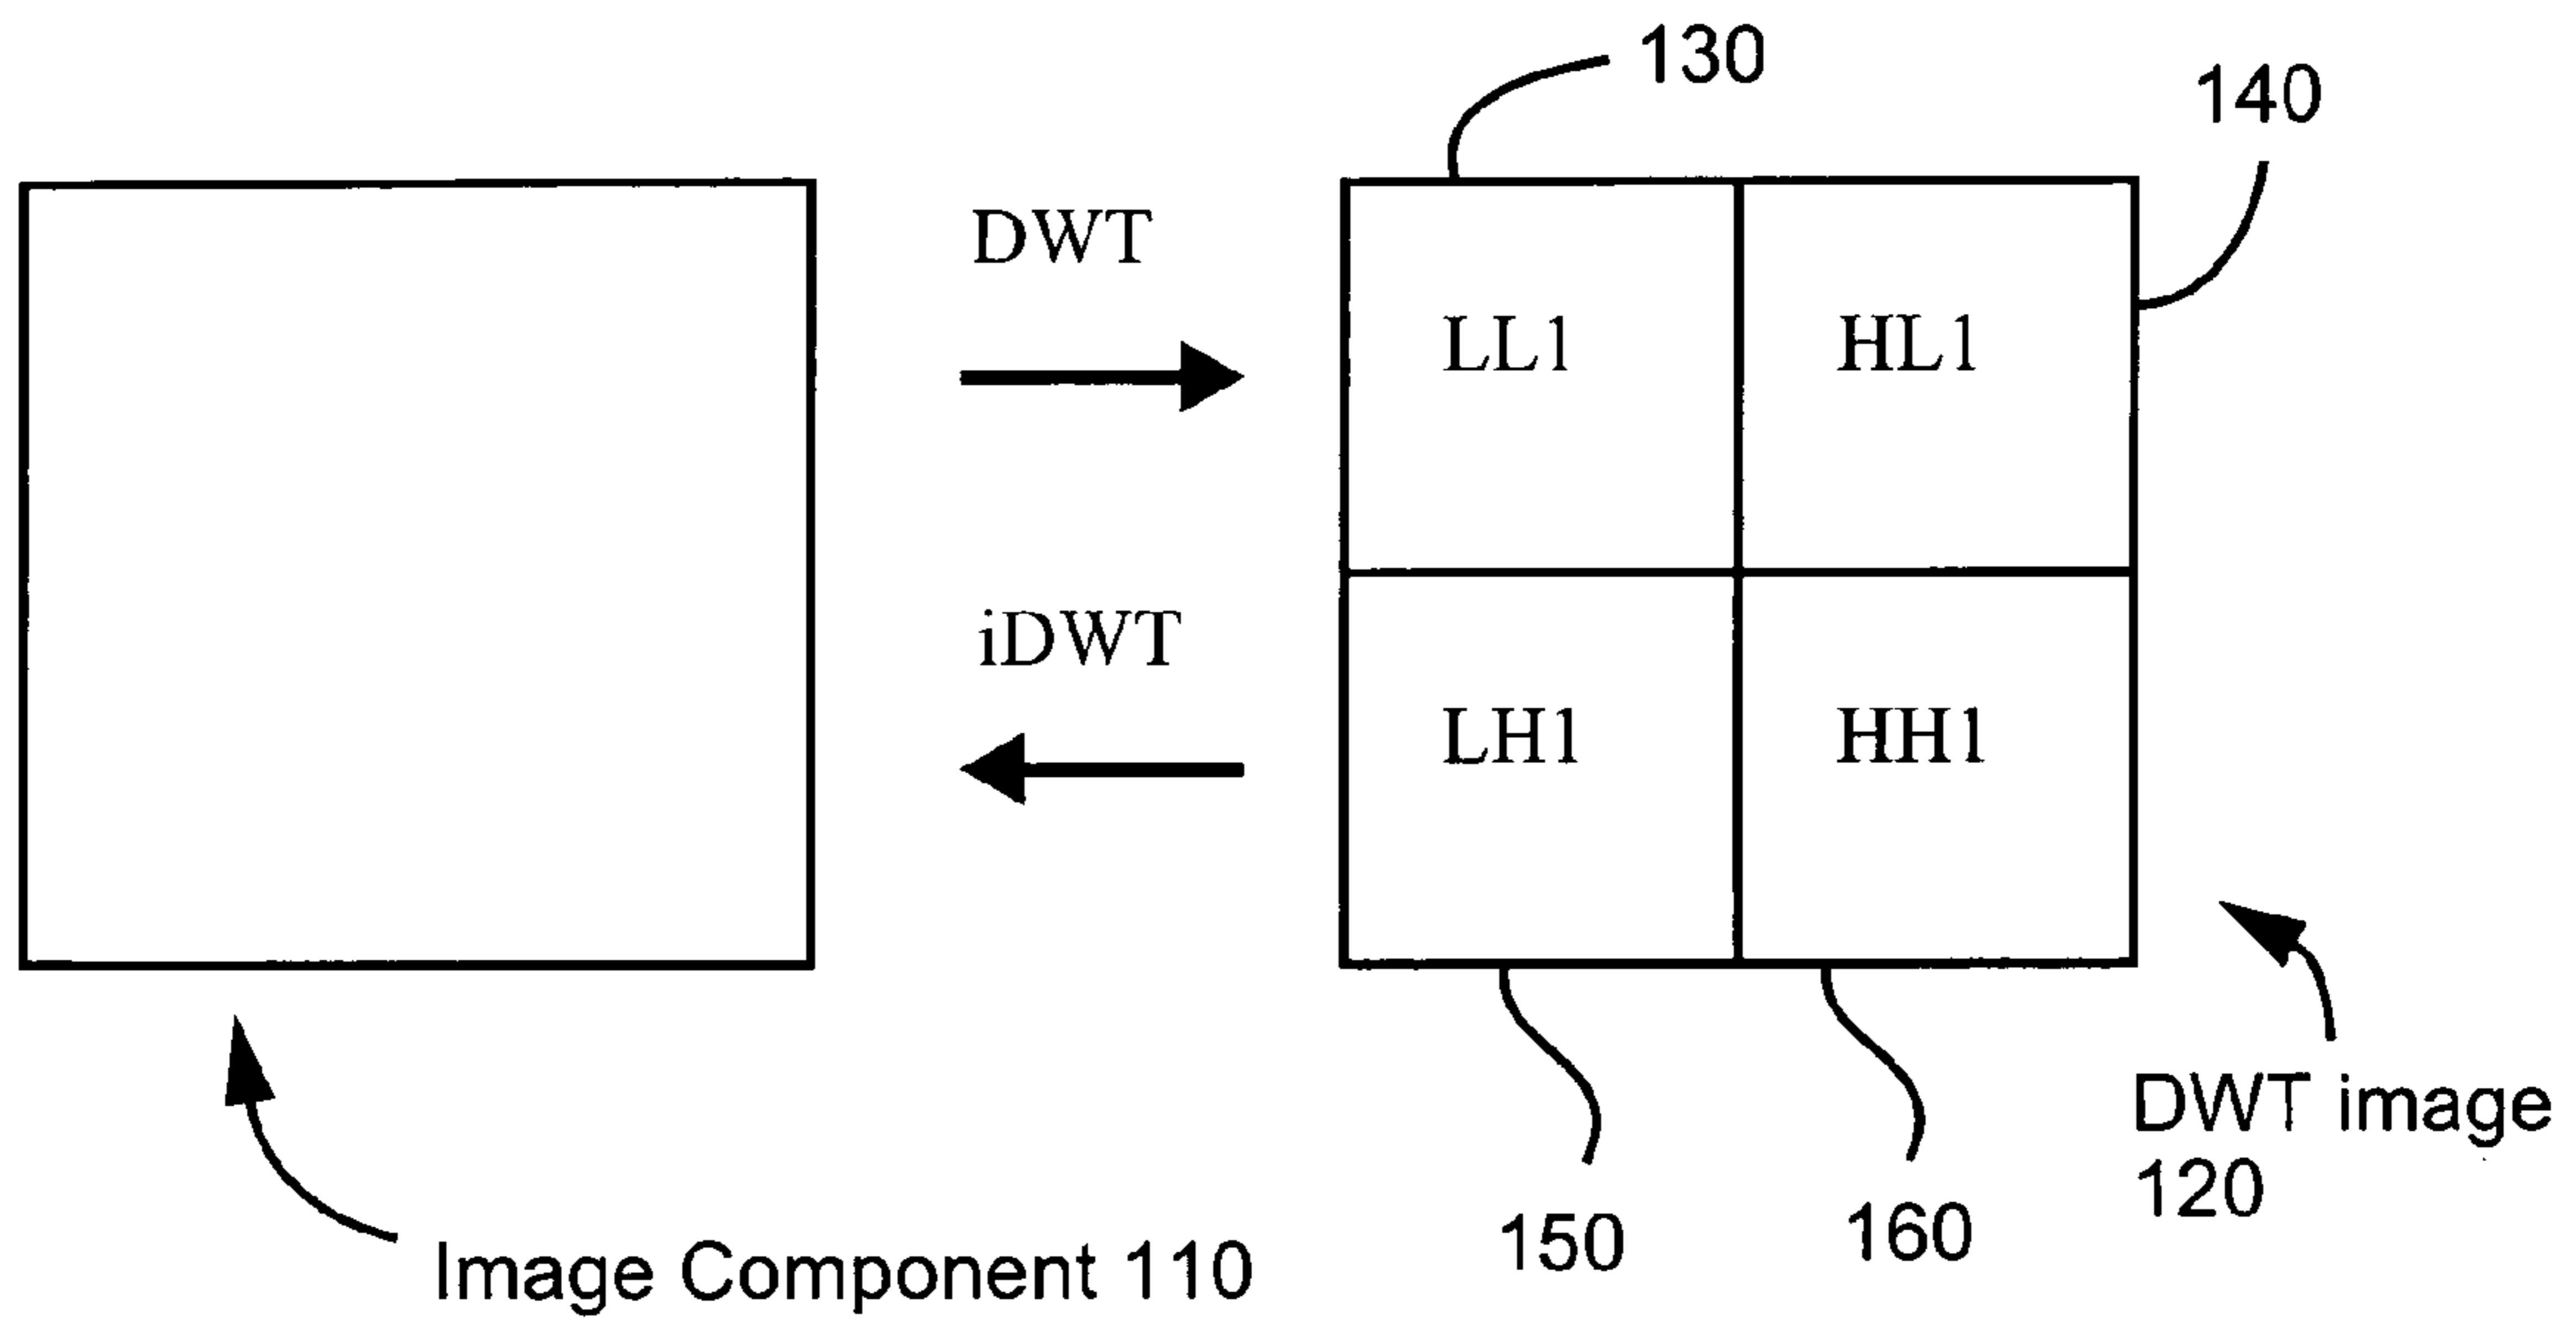 130
140
DWT
LL1
HL1
iDWT
LH1
HH1
DWT image
120
150
160
Image Component 110